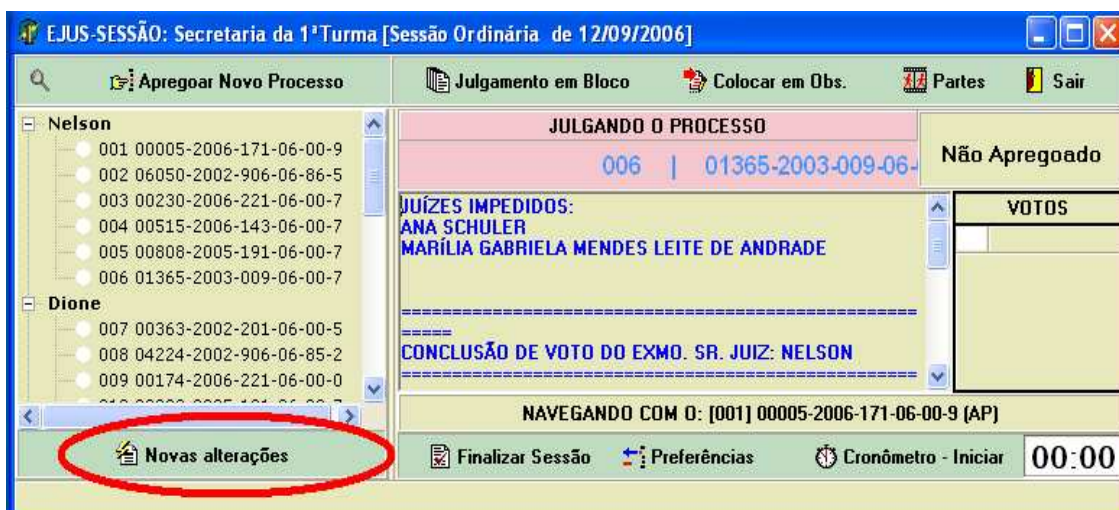 EJUS-SESSÃO: Secretaria da 1ªTurma [Sessão Ordinária de 12/09/2006]
Apregoar Novo Processo
Julgamento em Bloco
Colocar em Obs.
Partes
Sair
Nelson
001 00005-2006-171-06-00-9
002 06050-2002-906-06-86-5
003 00230-2006-221-06-00-7
004 00515-2006-143-06-00-7
005 00808-2005-191-06-00-7
006 01365-2003-009-06-00-7
Dione
007 00363-2002-201-06-00-5
008 04224-2002-906-06-85-2
009 00174-2006-221-06-00-0
JULGANDO O PROCESSO
006 | 01365-2003-009-06-
Não Apregoado
JUÍZES IMPEDIDOS:
ANA SCHULER
MARÍLIA GABRIELA MENDES LEITE DE ANDRADE
==================================================
=====
CONCLUSÃO DE VOTO DO EXMO. SR. JUIZ: NELSON
==================================================
VOTOS
NAVEGANDO COM O: [001] 00005-2006-171-06-00-9 (AP)
Novas alterações
Finalizar Sessão
Preferências
Cronômetro - Iniciar
00:00